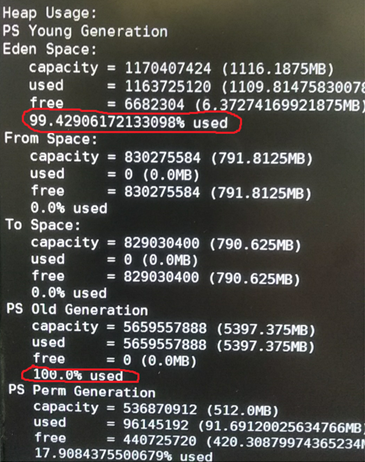 Heap Usage:
PS Young Generation
Eden Space:
capacity = 1170407424 (1116.1875MB)
used = 1163725120 (1109.81475830078
free = 6682304 (6.37274169921875MB)
99.42906172133098% used
From Space:
capacity = 830275584 (791.8125MB)
used = 0 (0.0MB)
free = 830275584 (791.8125MB)
0.0% used
To Space:
capacity = 829030400 (790.625MB)
used = 0 (0.0MB)
free = 829030400 (790.625MB)
0.0% used
PS Old Generation
capacity = 5659557888 (5397.375MB)
used = 5659557888 (5397.375MB)
free = 0 (0.0MB)
100.0% used
PS Perm Generation
capacity = 536870912 (512.0MB)
used = 96145192 (91.69120025634766MB)
free = 440725720 (420.30879974365234M
17.9084375500679% used